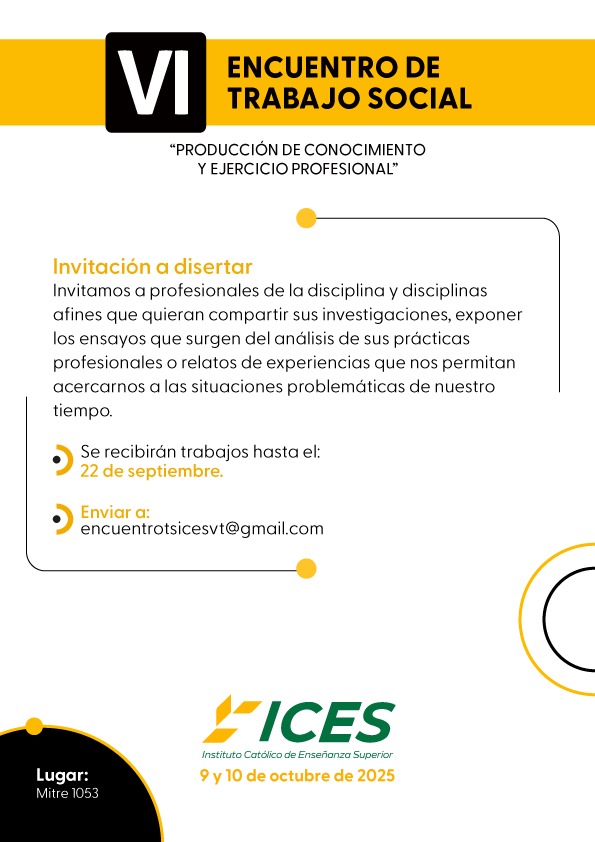 VI
ENCUENTRO DE
TRABAJO SOCIAL
“PRODUCCIÓN DE CONOCIMIENTO
Y EJERCICIO PROFESIONAL”
Invitación a disertar
Invitamos a profesionales de la disciplina y disciplinas
afines que quieran compartir sus investigaciones, exponer
los ensayos que surgen del análisis de sus prácticas
profesionales o relatos de experiencias que nos permitan
acercarnos a las situaciones problemáticas de nuestro
tiempo.
Se recibirán trabajos hasta el:
22 de septiembre.
Enviar a:
encuentrotsicesvt@gmail.com
ICES
Instituto Católico de Enseñanza Superior
9 y 10 de octubre de 2025
Lugar:
Mitre 1053